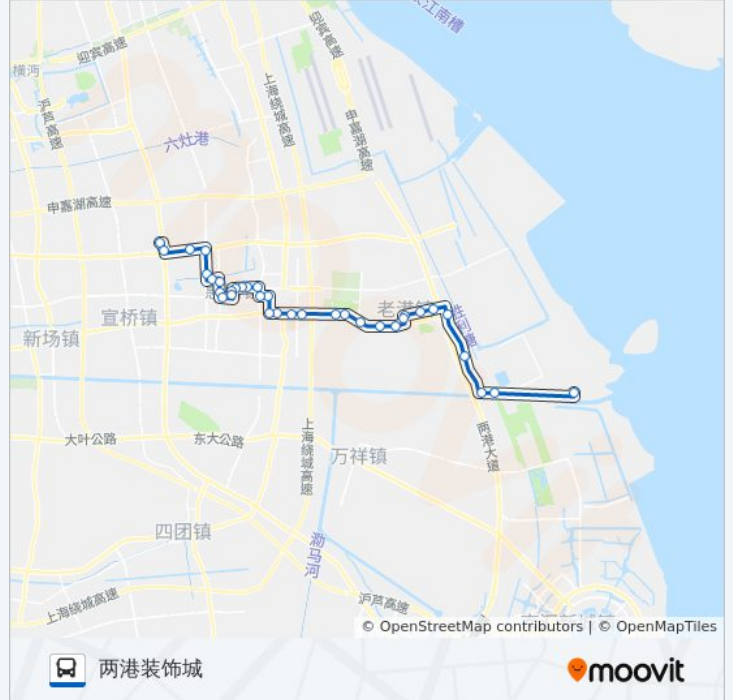 长江南槽
迎宾高速
迎宾高速
横沔
沪芦高速
上海绕城高速
申嘉湖高速
六灶港
申嘉湖高速
宣桥镇
老港镇
新场镇
大叶公路
东大公路
两港大道
上海绕城高速
万祥镇
四团镇
泐马河
上海绕城高速
沪芦高速
© OpenStreetMap contributors | © OpenMapTiles
两港装饰城
moovit